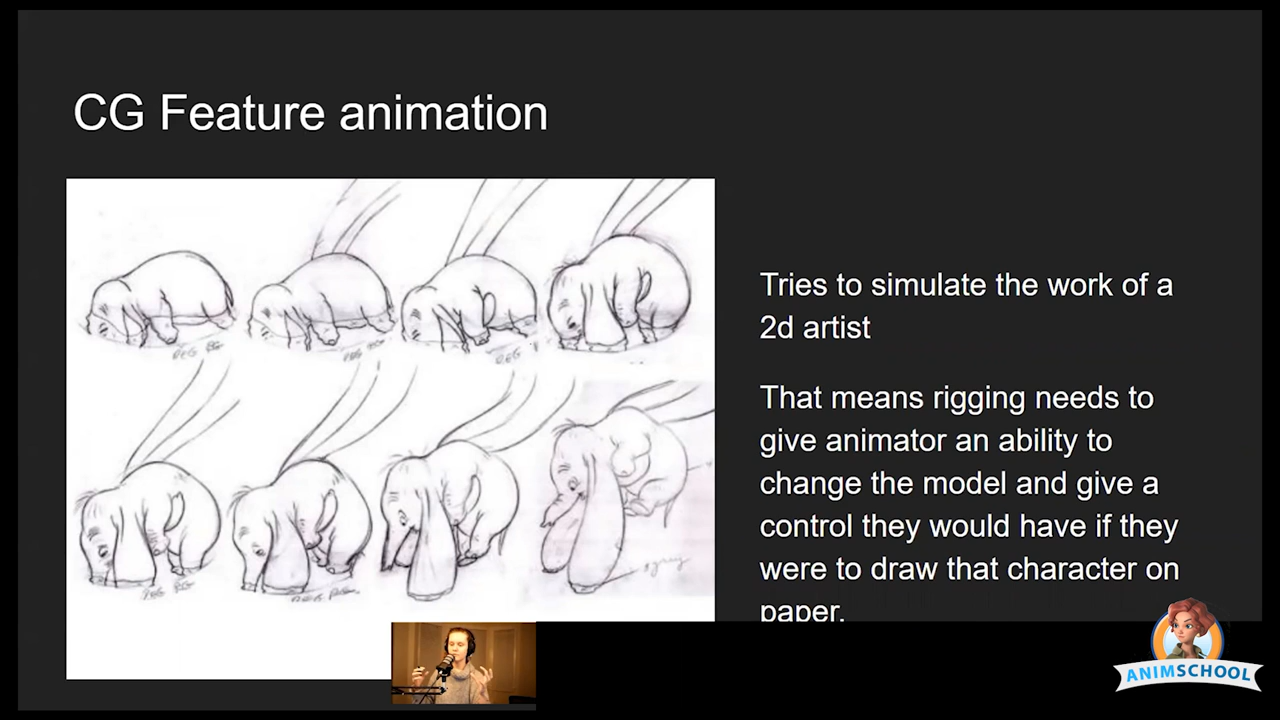 CG Feature animation
Tries to simulate the work of a
2d artist
That means rigging needs to
give animator an ability to
change the model and give a
control they would have if they
were to draw that character on
paper.
ANIMSCHOOL